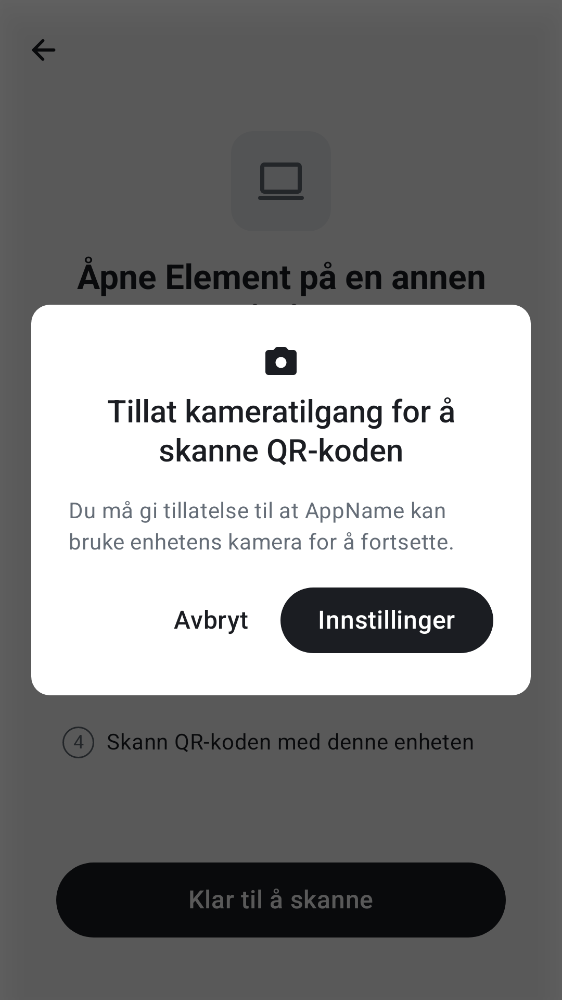 Åpne Element på en annen
Tillat kameratilgang for å
skanne QR-koden
Du må gi tillatelse til at AppName kan
bruke enhetens kamera for å fortsette.
Avbryt
Innstillinger
4 Skann QR-koden med denne enheten
Klar til å skanne